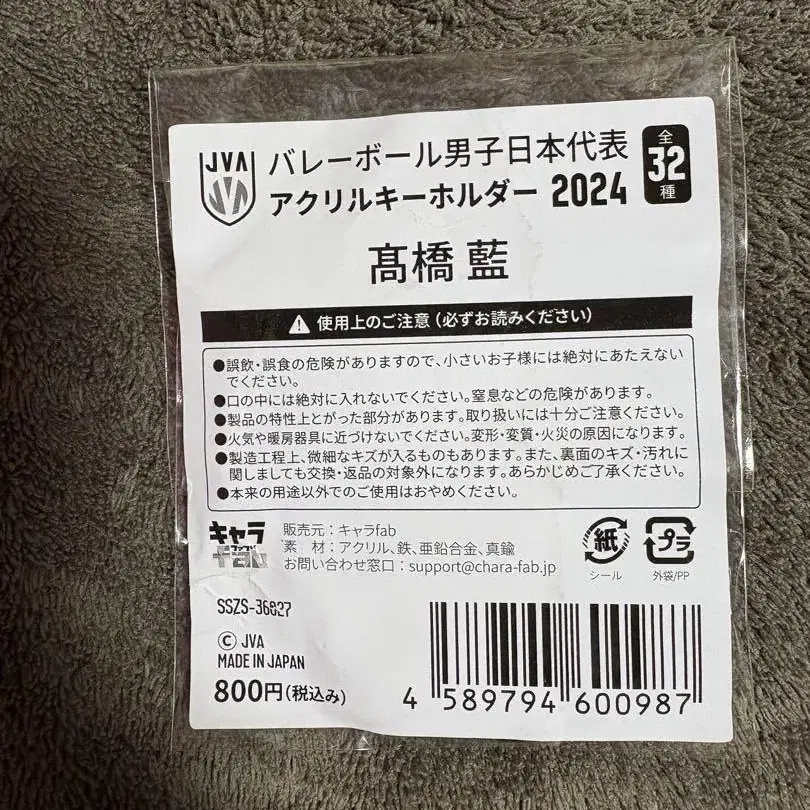 JVA バレーボール男子日本代表
アクリルキーホルダー 2024
全
32
種
髙橋 藍
使用上のご注意（必ずお読みください）
●誤飲・誤食の危険がありますので、小さいお子様には絶対にあたえない
でください。
●口の中には絶対に入れないでください。窒息などの危険があります。
●製品の特性上とがった部分があります。取り扱いには十分ご注意ください。
●火気や暖房器具に近づけないでください。変形・変質・火災の原因になります。
●製造工程上、微細なキズが入るものもあります。また、裏面のキズ・汚れに
関しましても交換・返品の対象外になります。あらかじめご了承ください。
●本来の用途以外でのご使用はおやめください。
キャラ
ファブ
fab
販売元：キャラfab
素　材：アクリル、鉄、亜鉛合金、真鍮
お問い合わせ窓口：support@chara-fab.jp
紙
シール
プラ
外袋/PP
SSZS-36827
© JVA
MADE IN JAPAN
800円（税込み）
4 589794 600987